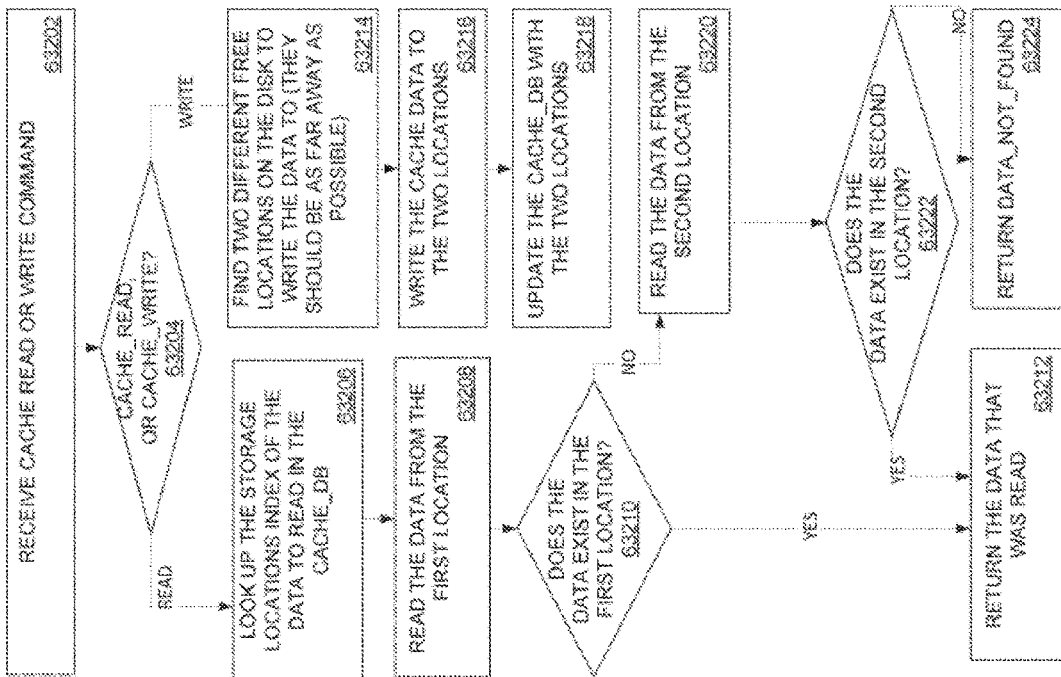 RECEIVE CACHE READ OR WRITE COMMAND
63202
CACHE_READ,
OR CACHE_WRITE?
63204
READ
WRITE
LOOK UP THE STORAGE
LOCATIONS INDEX OF THE
DATA TO READ IN THE
CACHE_DB
63206
READ THE DATA FROM THE
FIRST LOCATION
63208
DOES THE
DATA EXIST IN THE
FIRST LOCATION?
63210
NO
YES
FIND TWO DIFFERENT FREE
LOCATIONS ON THE DISK TO
WRITE THE DATA TO (THEY
SHOULD BE AS FAR AWAY AS
POSSIBLE)
63214
WRITE THE CACHE DATA TO
THE TWO LOCATIONS
63216
UPDATE THE CACHE_DB WITH
THE TWO LOCATIONS
63218
READ THE DATA FROM THE
SECOND LOCATION
63220
DOES THE
DATA EXIST IN THE SECOND
LOCATION?
63222
YES
NO
RETURN THE DATA THAT
WAS READ
63212
RETURN DATA_NOT_FOUND
63224